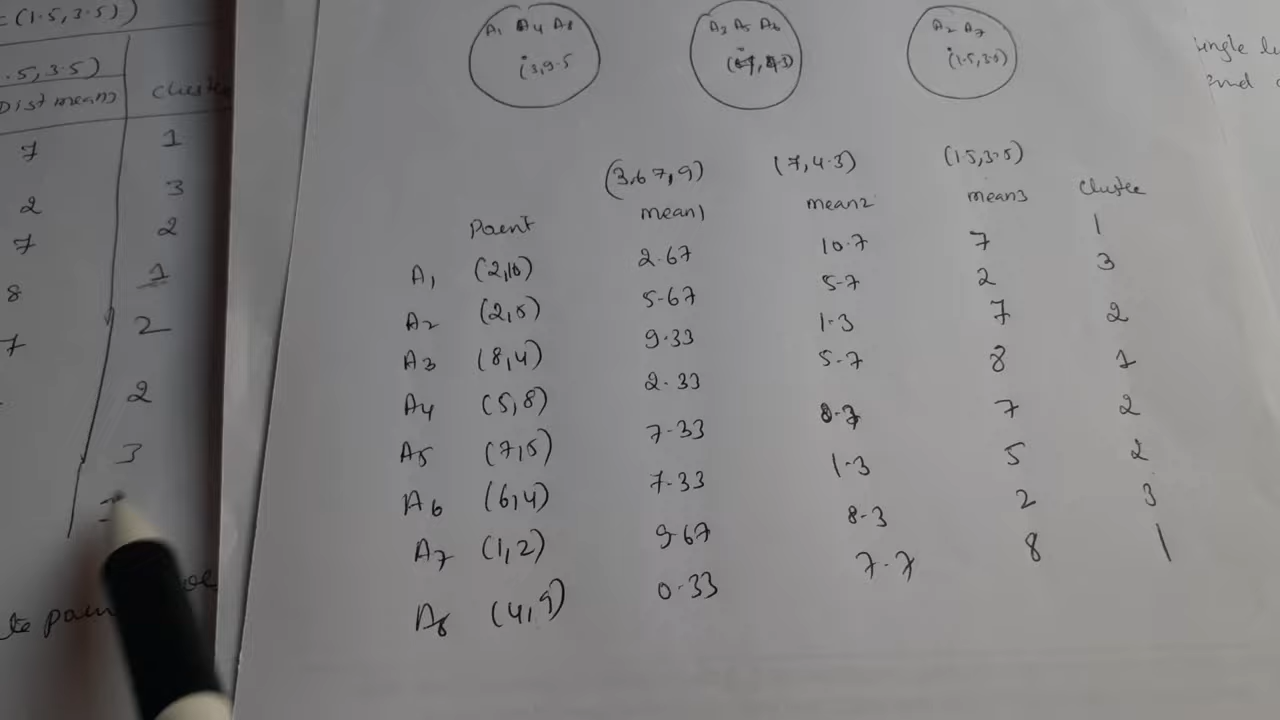 =(1.5,3.5))
.5,3.5)
Dist mean3 cluster
7 1
2 3
7 2
8 1
7 2
2
3
A1 A4 A8
(3,9.5
A3 A5 A6
A2 A7
(1.5,3.5)
(3,67,9) (7,4.3) (1.5,3.5)
Paent mean1 mean2 mean3 cluster
A1 (2,10) 2.67 10.7 7 1
A2 (2,5) 5.67 5.7 2 3
A3 (8,4) 9.33 1.3 7 2
A4 (5,8) 2.33 5.7 8 1
A5 (7,5) 7.33 0.7 7 2
A6 (6,4) 7.33 1.3 5 2
A7 (1,2) 9.67 8.3 2 3
A8 (4,9) 0.33 7.7 8 1